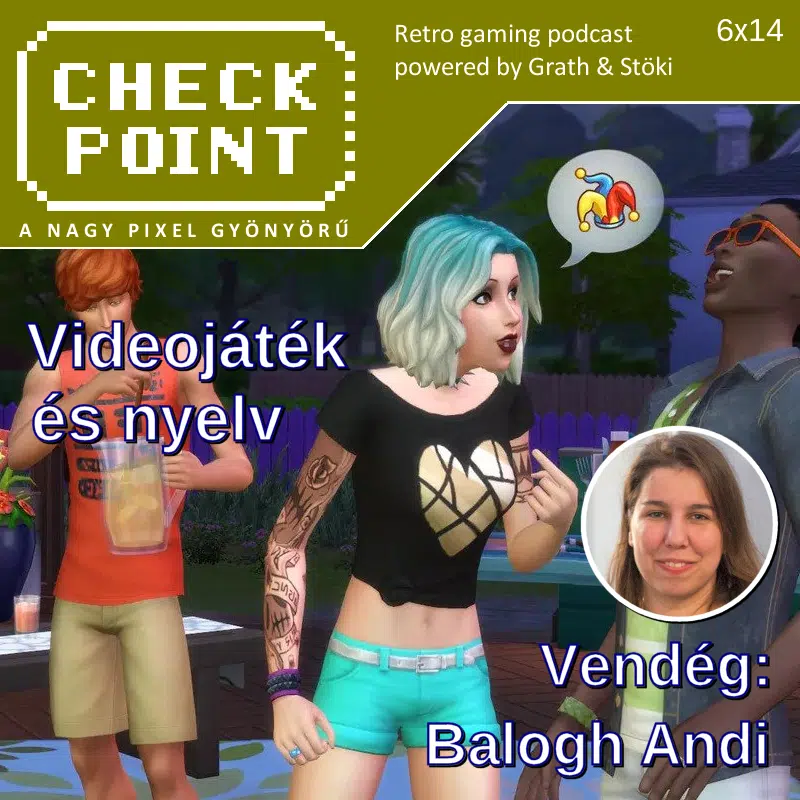 CHECK
POINT
A NAGY PIXEL GYÖNYÖRŰ
Retro gaming podcast
powered by Grath & Stöki
6x14
Videojáték
és nyelv
Vendég:
Balogh Andi